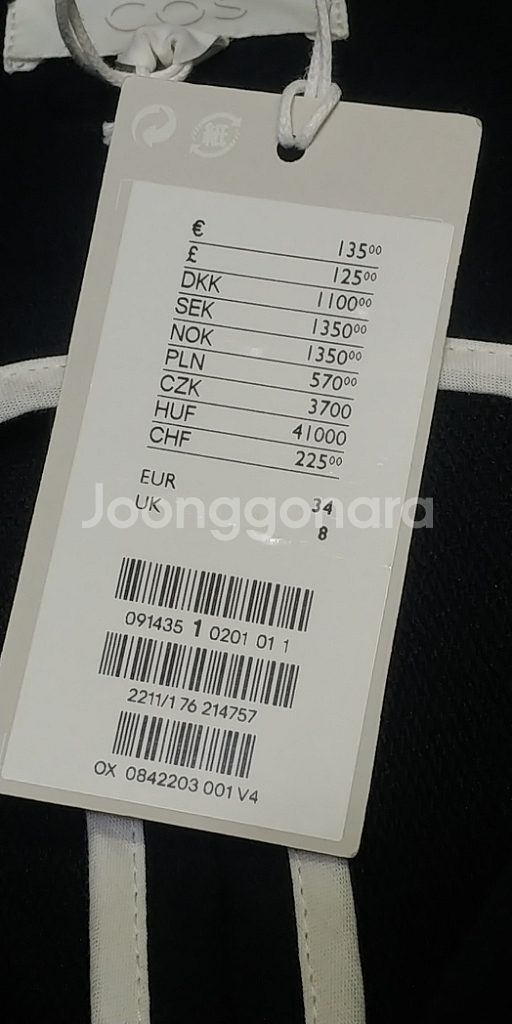 COS
€ 135⁰⁰
£ 125⁰⁰
DKK 1100⁰⁰
SEK 1350⁰⁰
NOK 1350⁰⁰
PLN 570⁰⁰
CZK 3700
HUF 41000
CHF 225⁰⁰
EUR 34
UK 8
Joonggonara
091435 1 0201 01 1
2211/1 76 214757
OX 0842203 001 V4